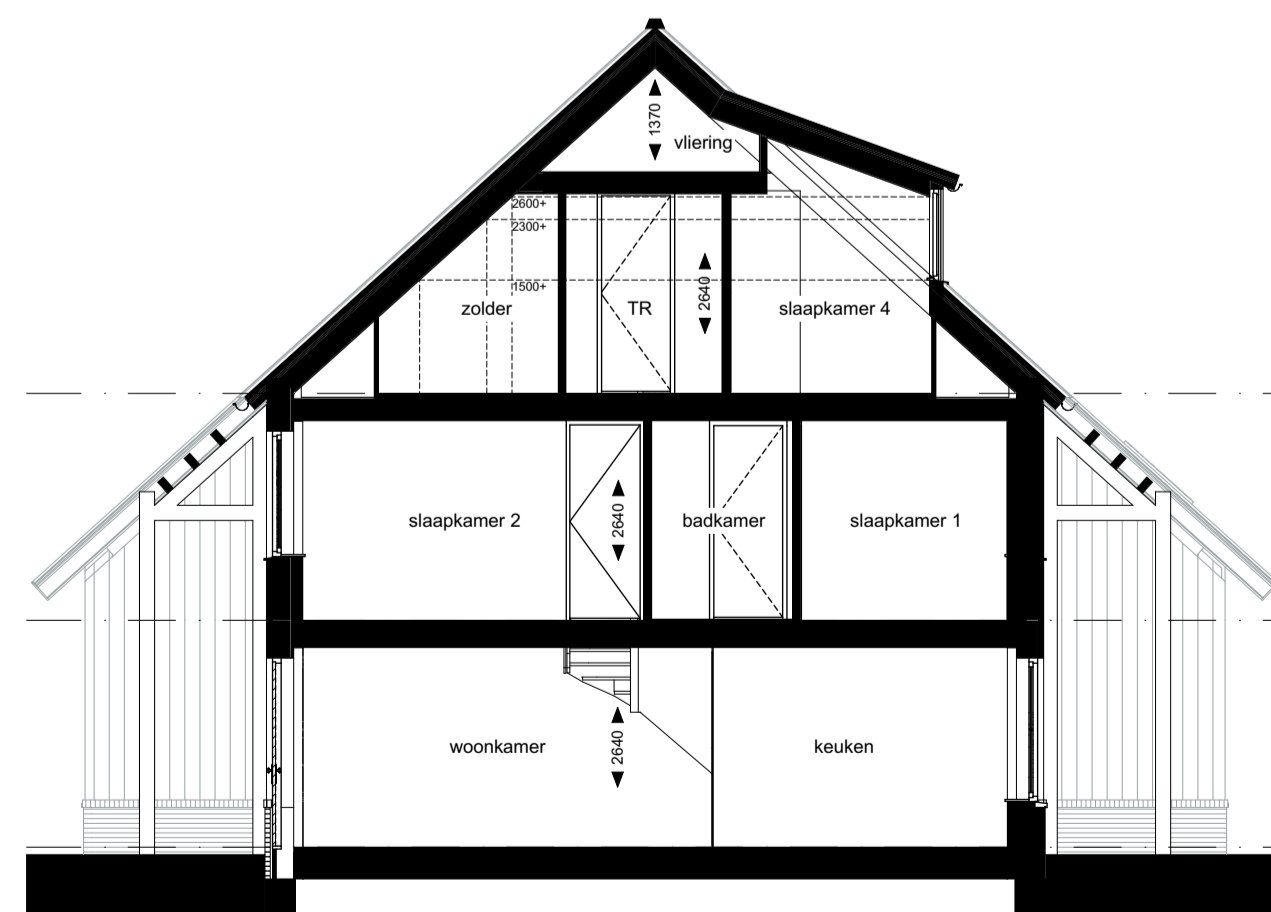 1370
vliering
2600+
2300+
1500+
zolder
TR
2640
slaapkamer 4
slaapkamer 2
2640
badkamer
slaapkamer 1
woonkamer
2640
keuken